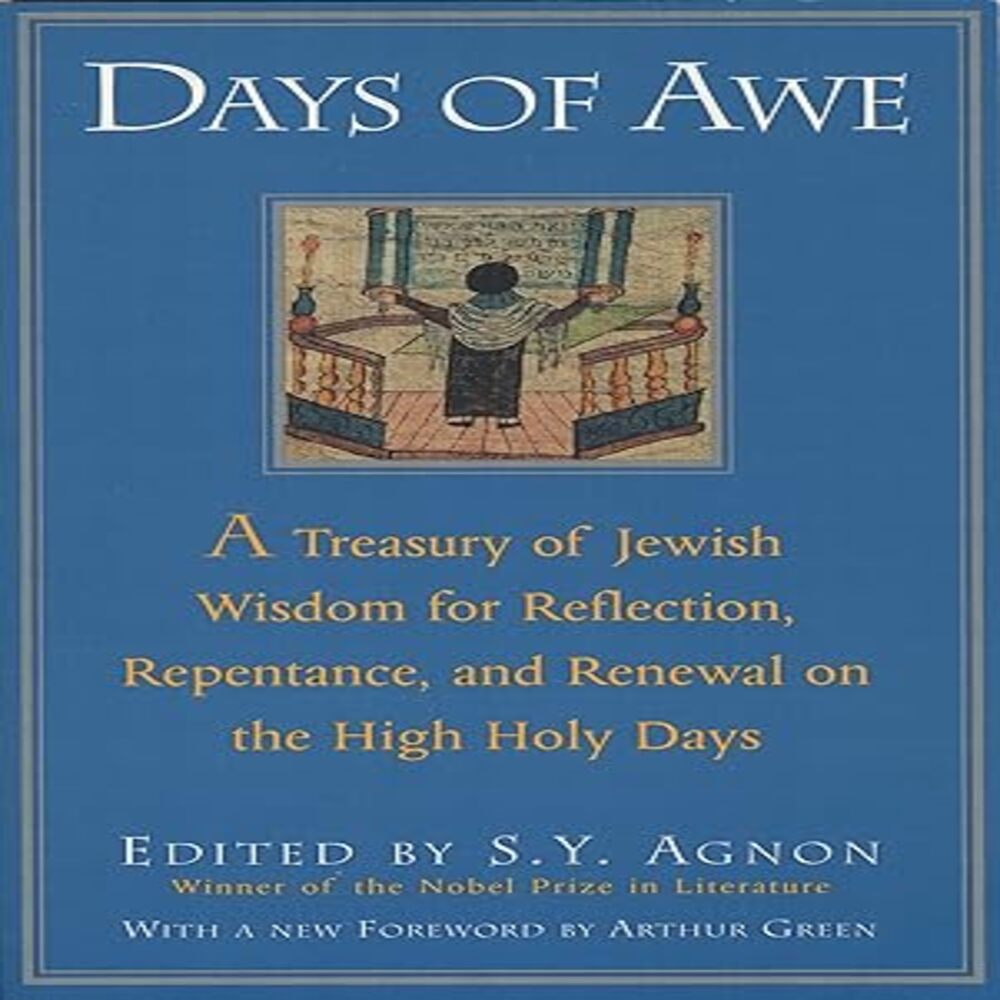 DAYS OF AWE
A Treasury of Jewish
Wisdom for Reflection,
Repentance, and Renewal on
the High Holy Days
EDITED BY S.Y. AGNON
Winner of the Nobel Prize in Literature
WITH A NEW FOREWORD BY ARTHUR GREEN